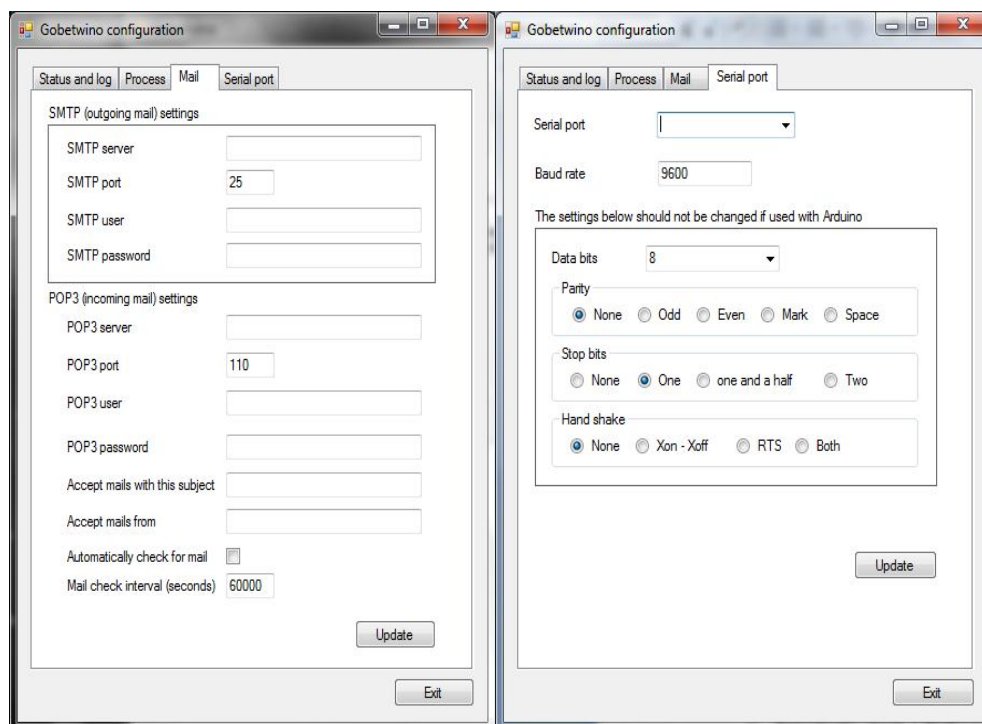 Gobetwino configuration
Status and log Process Mail Serial port
SMTP (outgoing mail) settings
SMTP server
SMTP port 25
SMTP user
SMTP password
POP3 (incoming mail) settings
POP3 server
POP3 port 110
POP3 user
POP3 password
Accept mails with this subject
Accept mails from
Automatically check for mail
Mail check interval (seconds) 60000
Update
Exit
Gobetwino configuration
Status and log Process Mail Serial port
Serial port
Baud rate 9600
The settings below should not be changed if used with Arduino
Data bits 8
Parity
None Odd Even Mark Space
Stop bits
None One one and a half Two
Hand shake
None Xon - Xoff RTS Both
Update
Exit